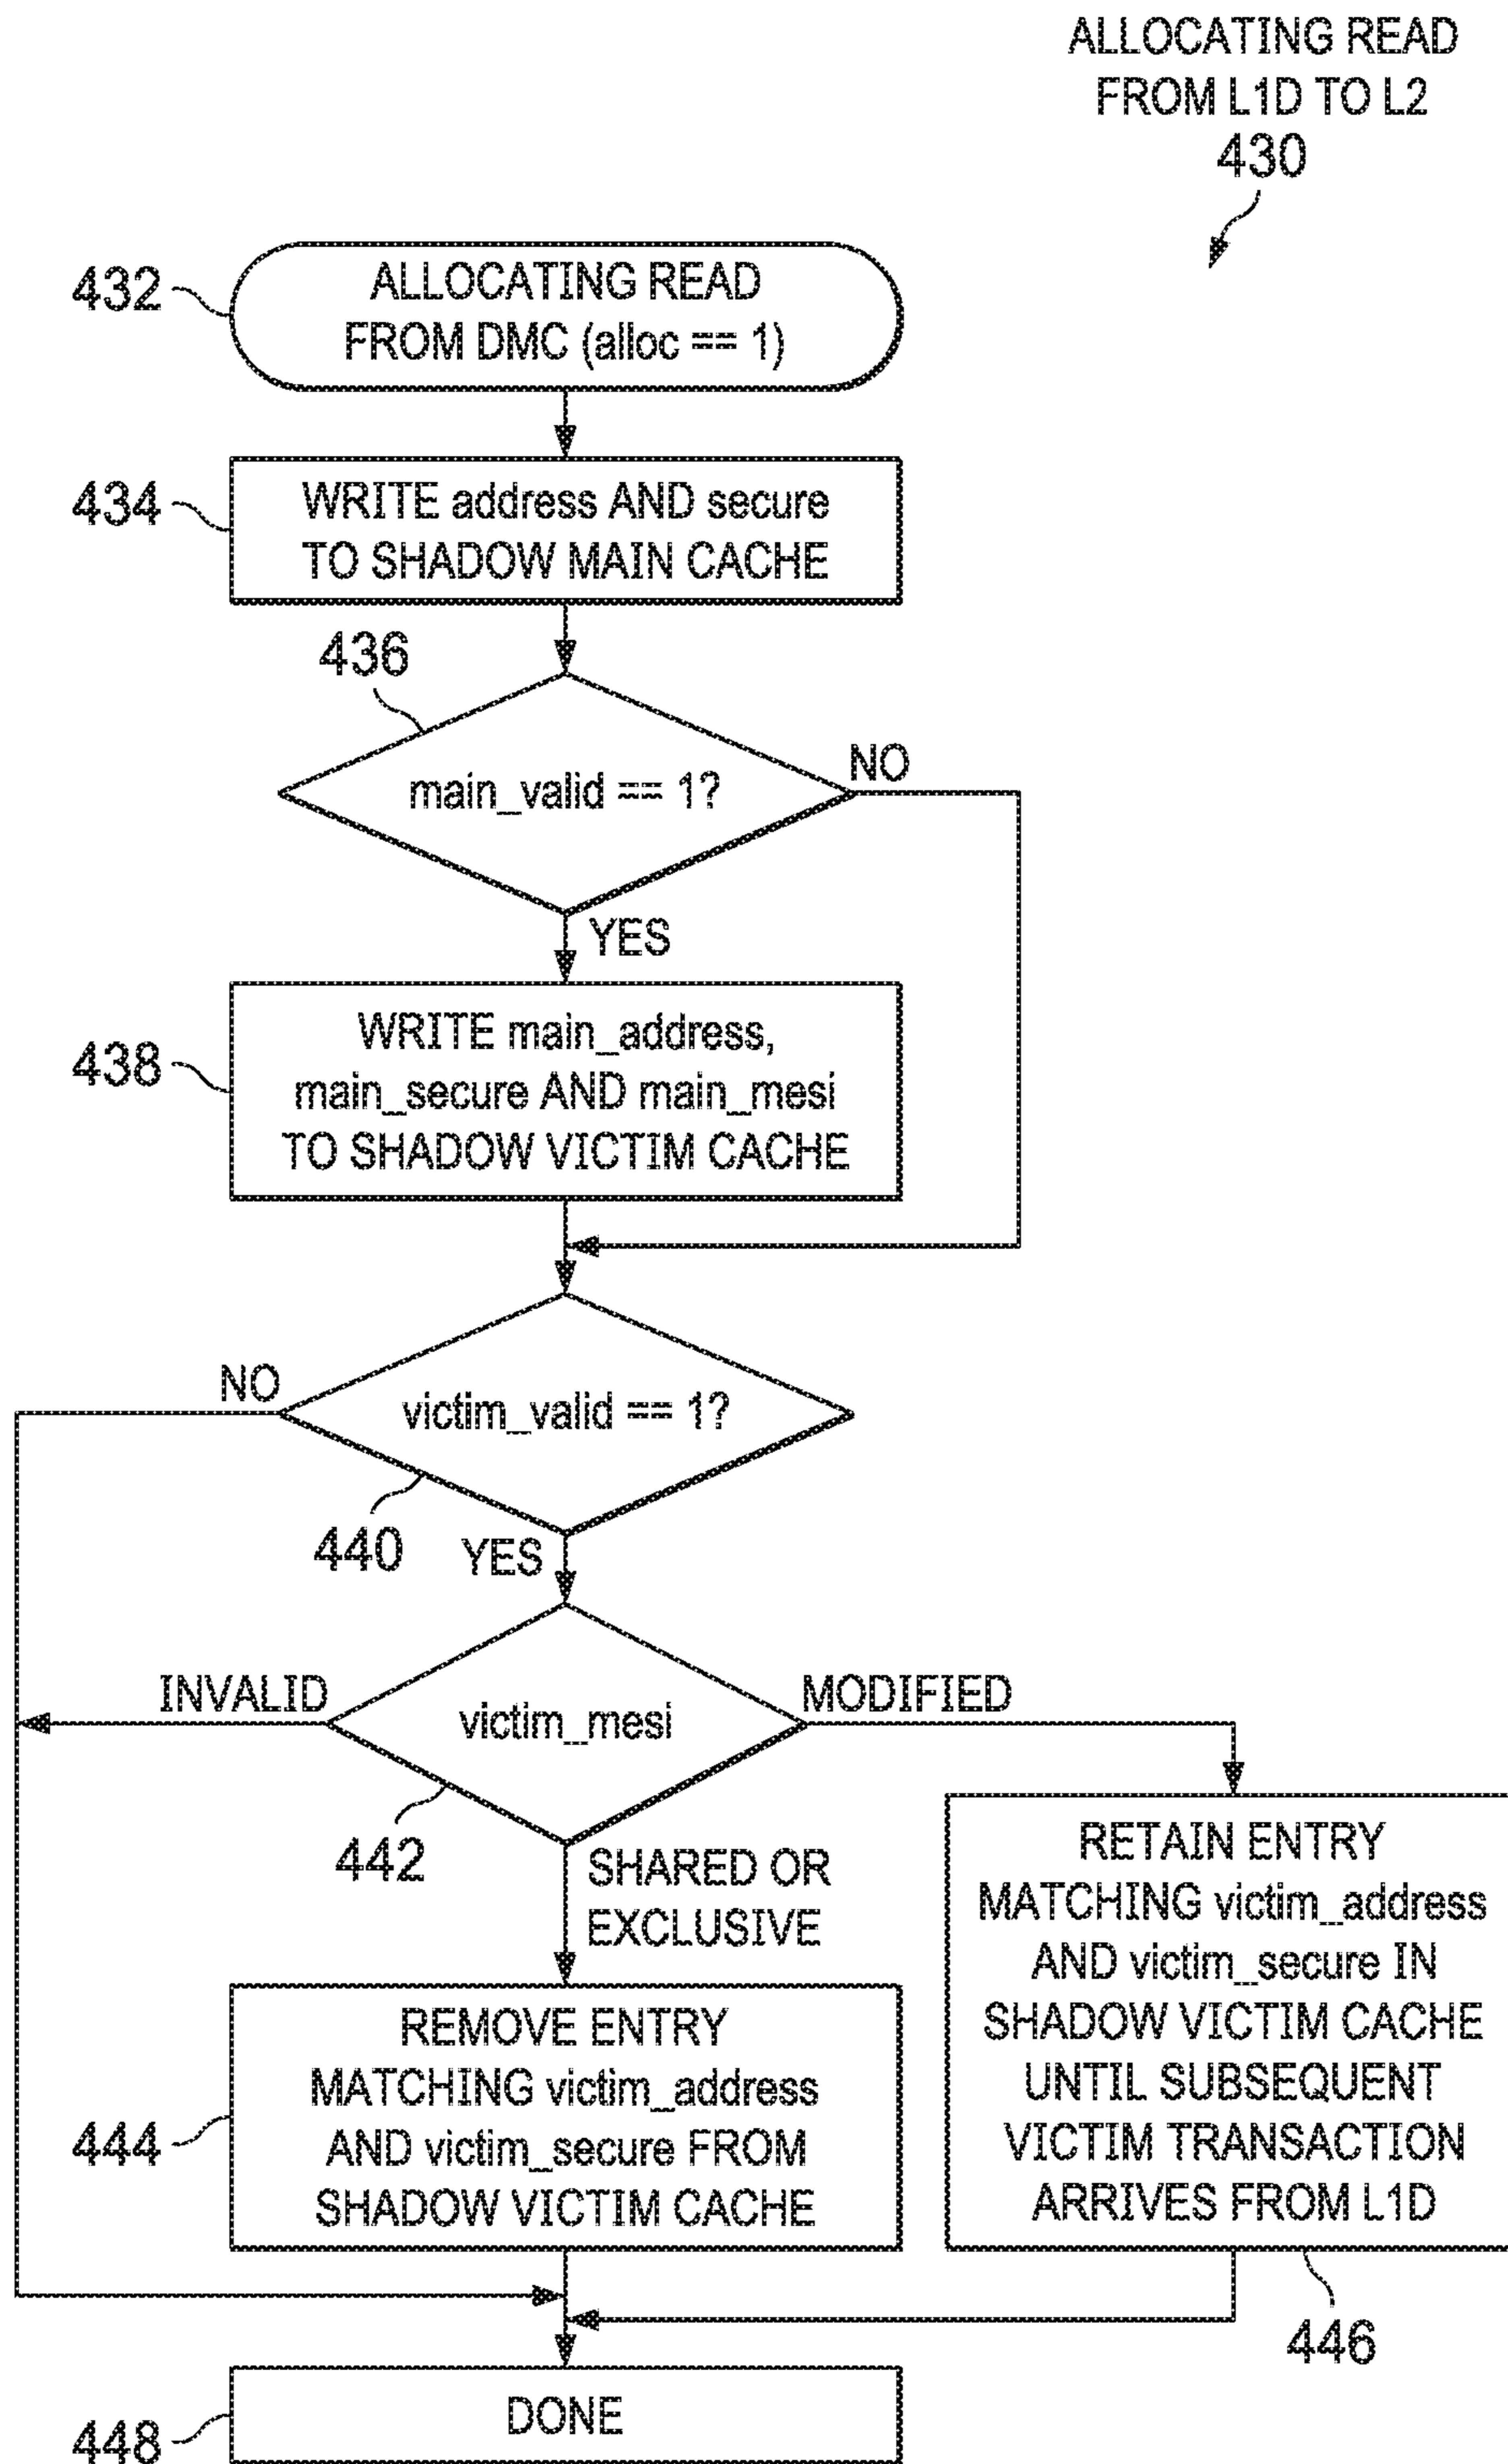 ALLOCATING READ
FROM L1D TO L2
430
432
ALLOCATING READ
FROM DMC (alloc == 1)
434
WRITE address AND secure
TO SHADOW MAIN CACHE
436
main_valid == 1?
NO
YES
438
WRITE main_address,
main_secure AND main_mesi
TO SHADOW VICTIM CACHE
NO
victim_valid == 1?
440
YES
INVALID
victim_mesi
MODIFIED
442
SHARED OR
EXCLUSIVE
RETAIN ENTRY
MATCHING victim_address
AND victim_secure IN
SHADOW VICTIM CACHE
UNTIL SUBSEQUENT
VICTIM TRANSACTION
ARRIVES FROM L1D
444
REMOVE ENTRY
MATCHING victim_address
AND victim_secure FROM
SHADOW VICTIM CACHE
446
448
DONE